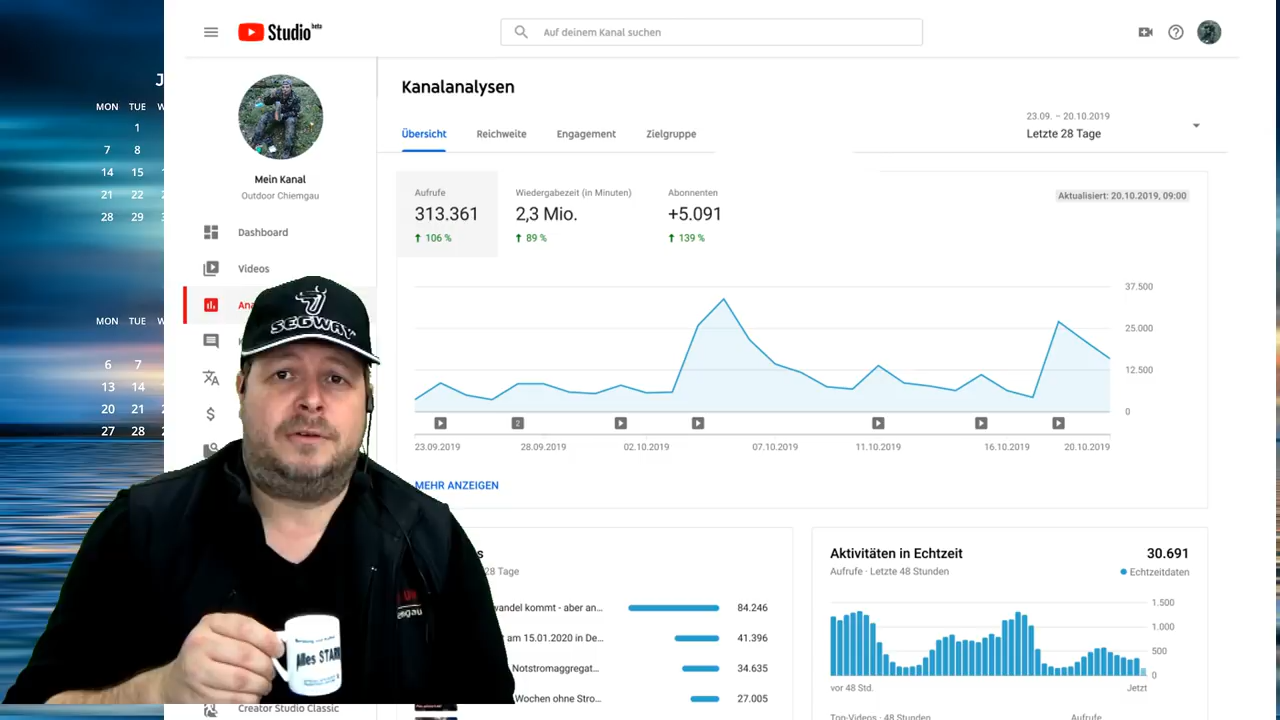 Studio beta
Auf deinem Kanal suchen
Kanalanalysen
Übersicht
Reichweite
Engagement
Zielgruppe
23.09. – 20.10.2019
Letzte 28 Tage
Mein Kanal
Outdoor Chiemgau
Dashboard
Videos
Creator Studio Classic
Aufrufe
313.361
106 %
Wiedergabezeit (in Minuten)
2,3 Mio.
89 %
Abonnenten
+5.091
139 %
Aktualisiert: 20.10.2019, 09:00
37.500
25.000
12.500
0
2
23.09.2019
28.09.2019
02.10.2019
07.10.2019
11.10.2019
16.10.2019
20.10.2019
MEHR ANZEIGEN
28 Tage
wandel kommt - aber an...
84.246
am 15.01.2020 in De...
41.396
Notstromaggregat...
34.635
Wochen ohne Stro...
27.005
Aktivitäten in Echtzeit
30.691
Aufrufe · Letzte 48 Stunden
Echtzeitdaten
1.500
1.000
500
0
vor 48 Std.
Jetzt
Top-Videos · 48 Stunden
Aufrufe
J
MON TUE W
1
7 8
14 15
21 22
28 29
MON TUE W
6 7
13 14
20 21
27 28
SEGWAY
Alles STARK